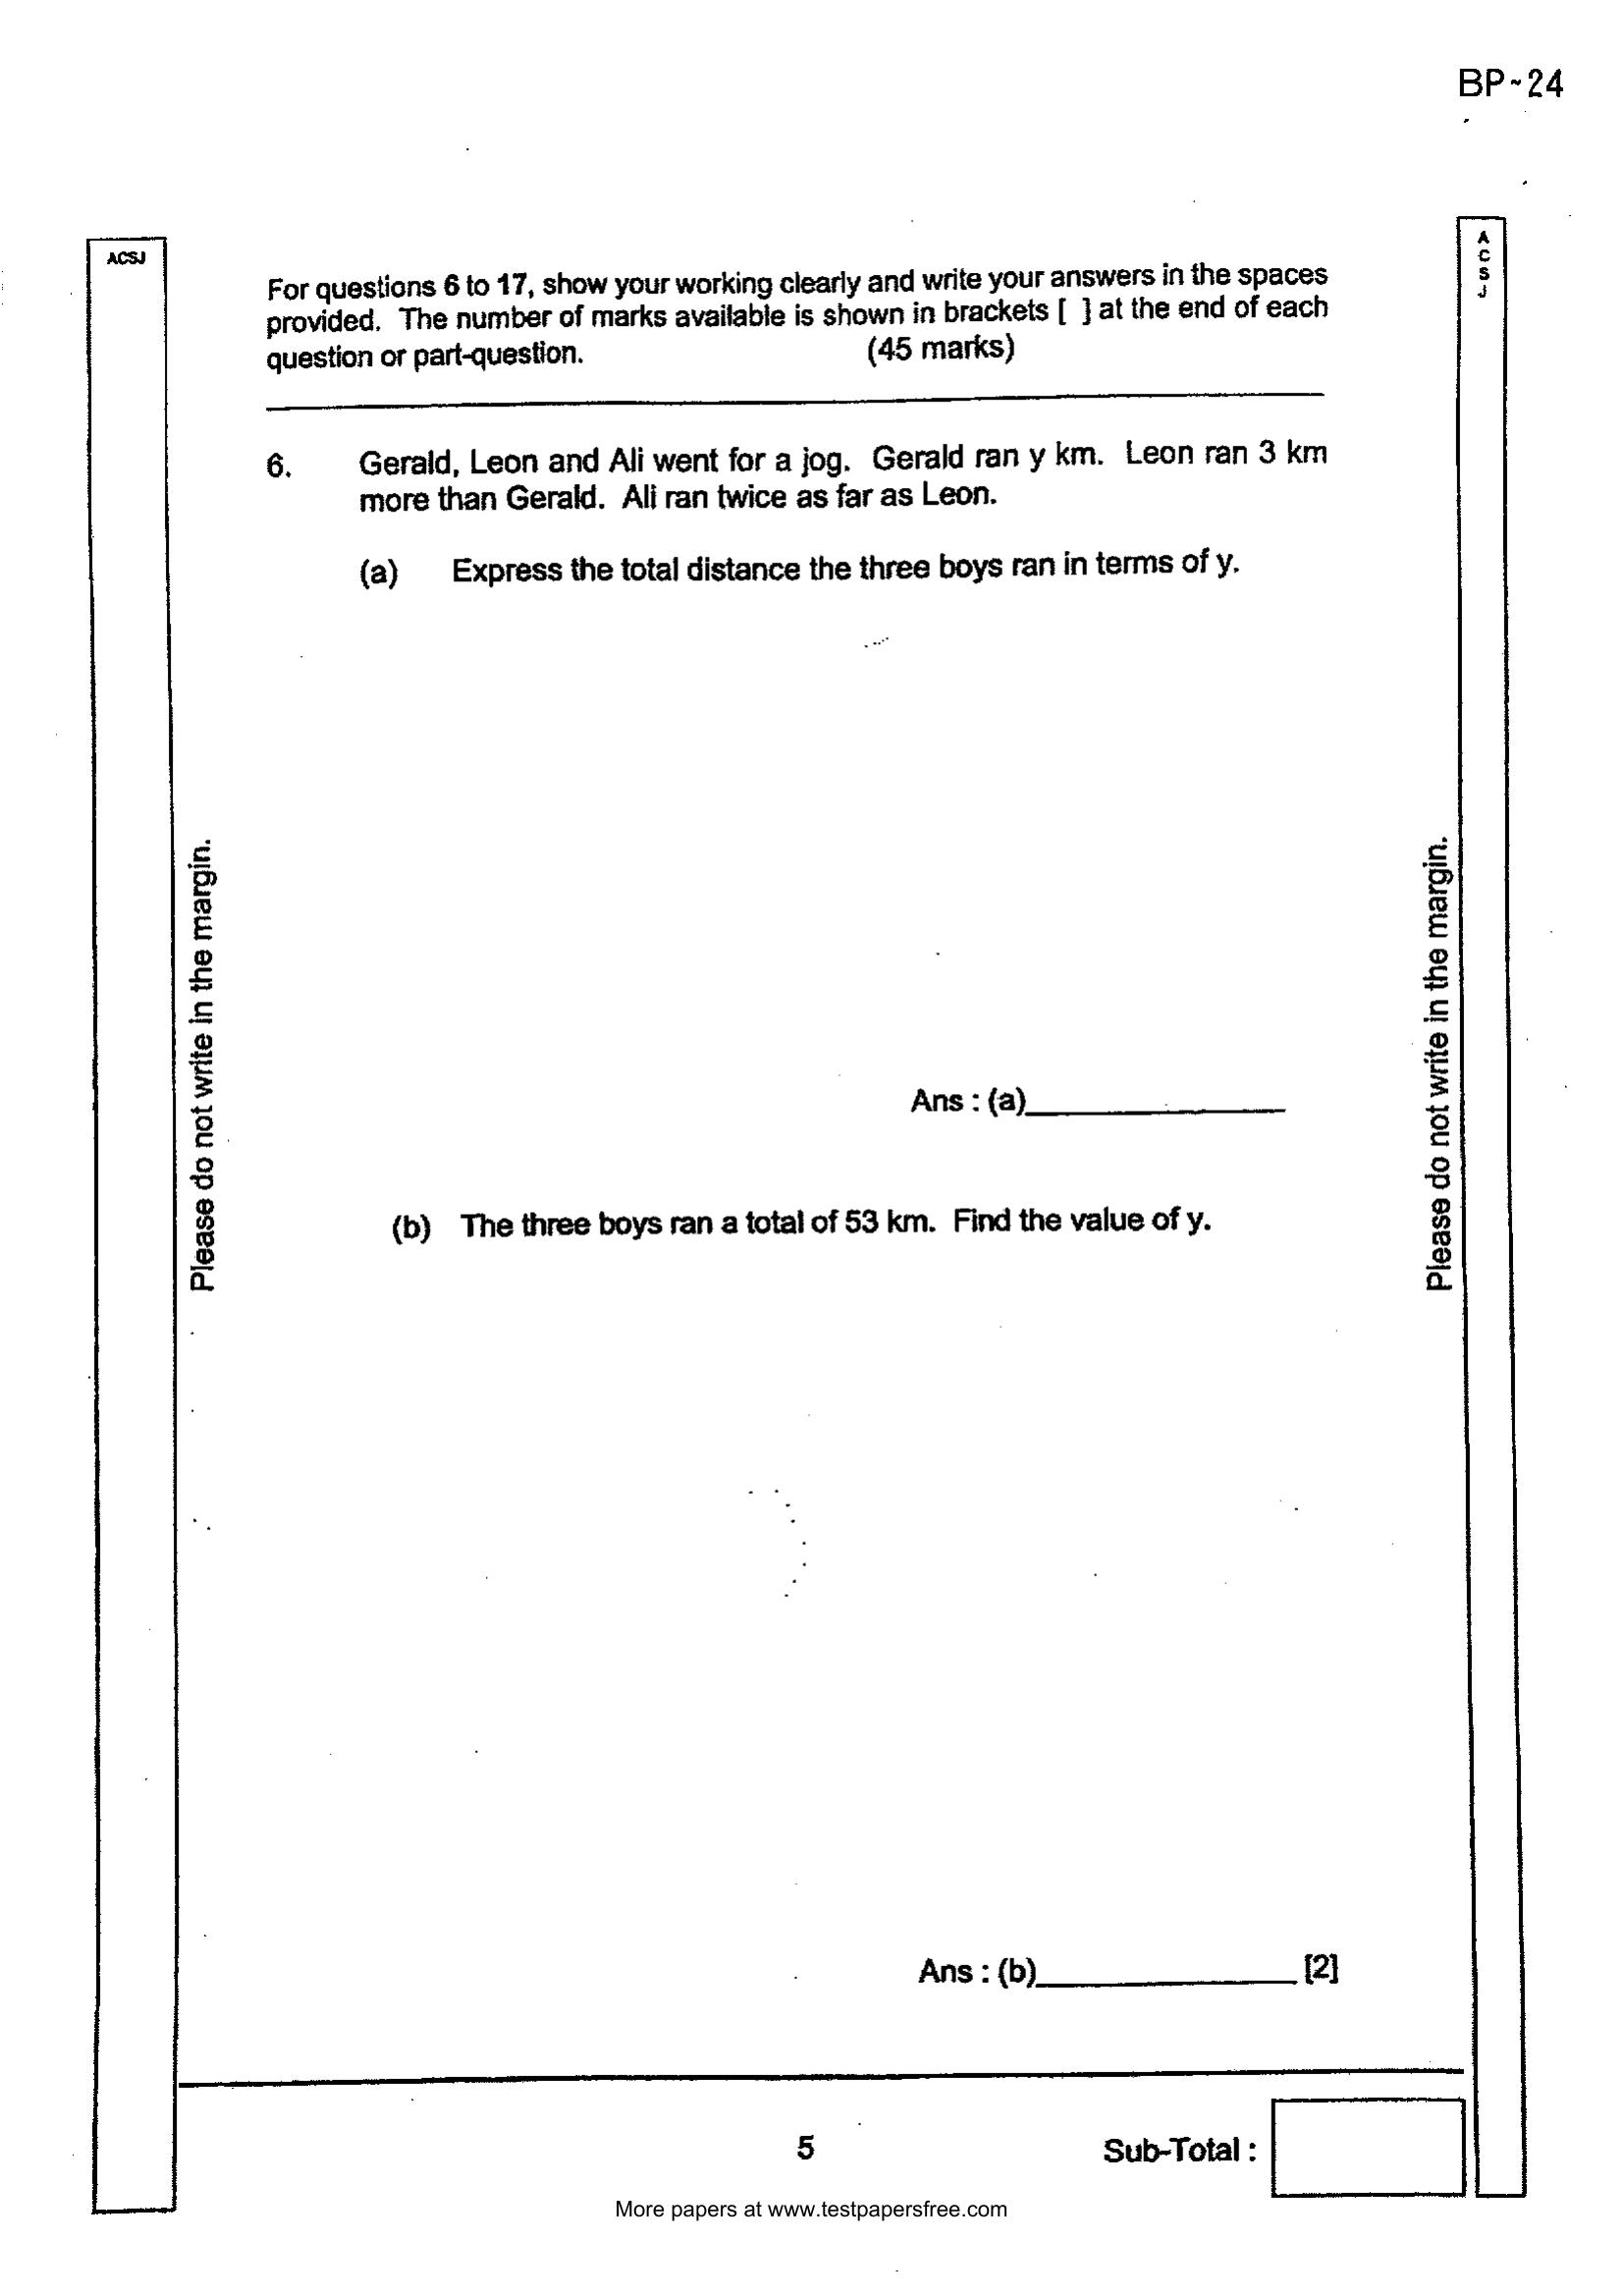 BP~24
ACSJ
A
C
S
J
For questions 6 to 17, show your working clearly and write your answers in the spaces
provided. The number of marks available is shown in brackets [ ] at the end of each
question or part-question. (45 marks)
6. Gerald, Leon and Ali went for a jog. Gerald ran y km. Leon ran 3 km
more than Gerald. Ali ran twice as far as Leon.
(a) Express the total distance the three boys ran in terms of y.
Please do not write in the margin.
Please do not write in the margin.
Ans : (a)
(b) The three boys ran a total of 53 km. Find the value of y.
Ans : (b) [2]
5
Sub-Total :
More papers at www.testpapersfree.com